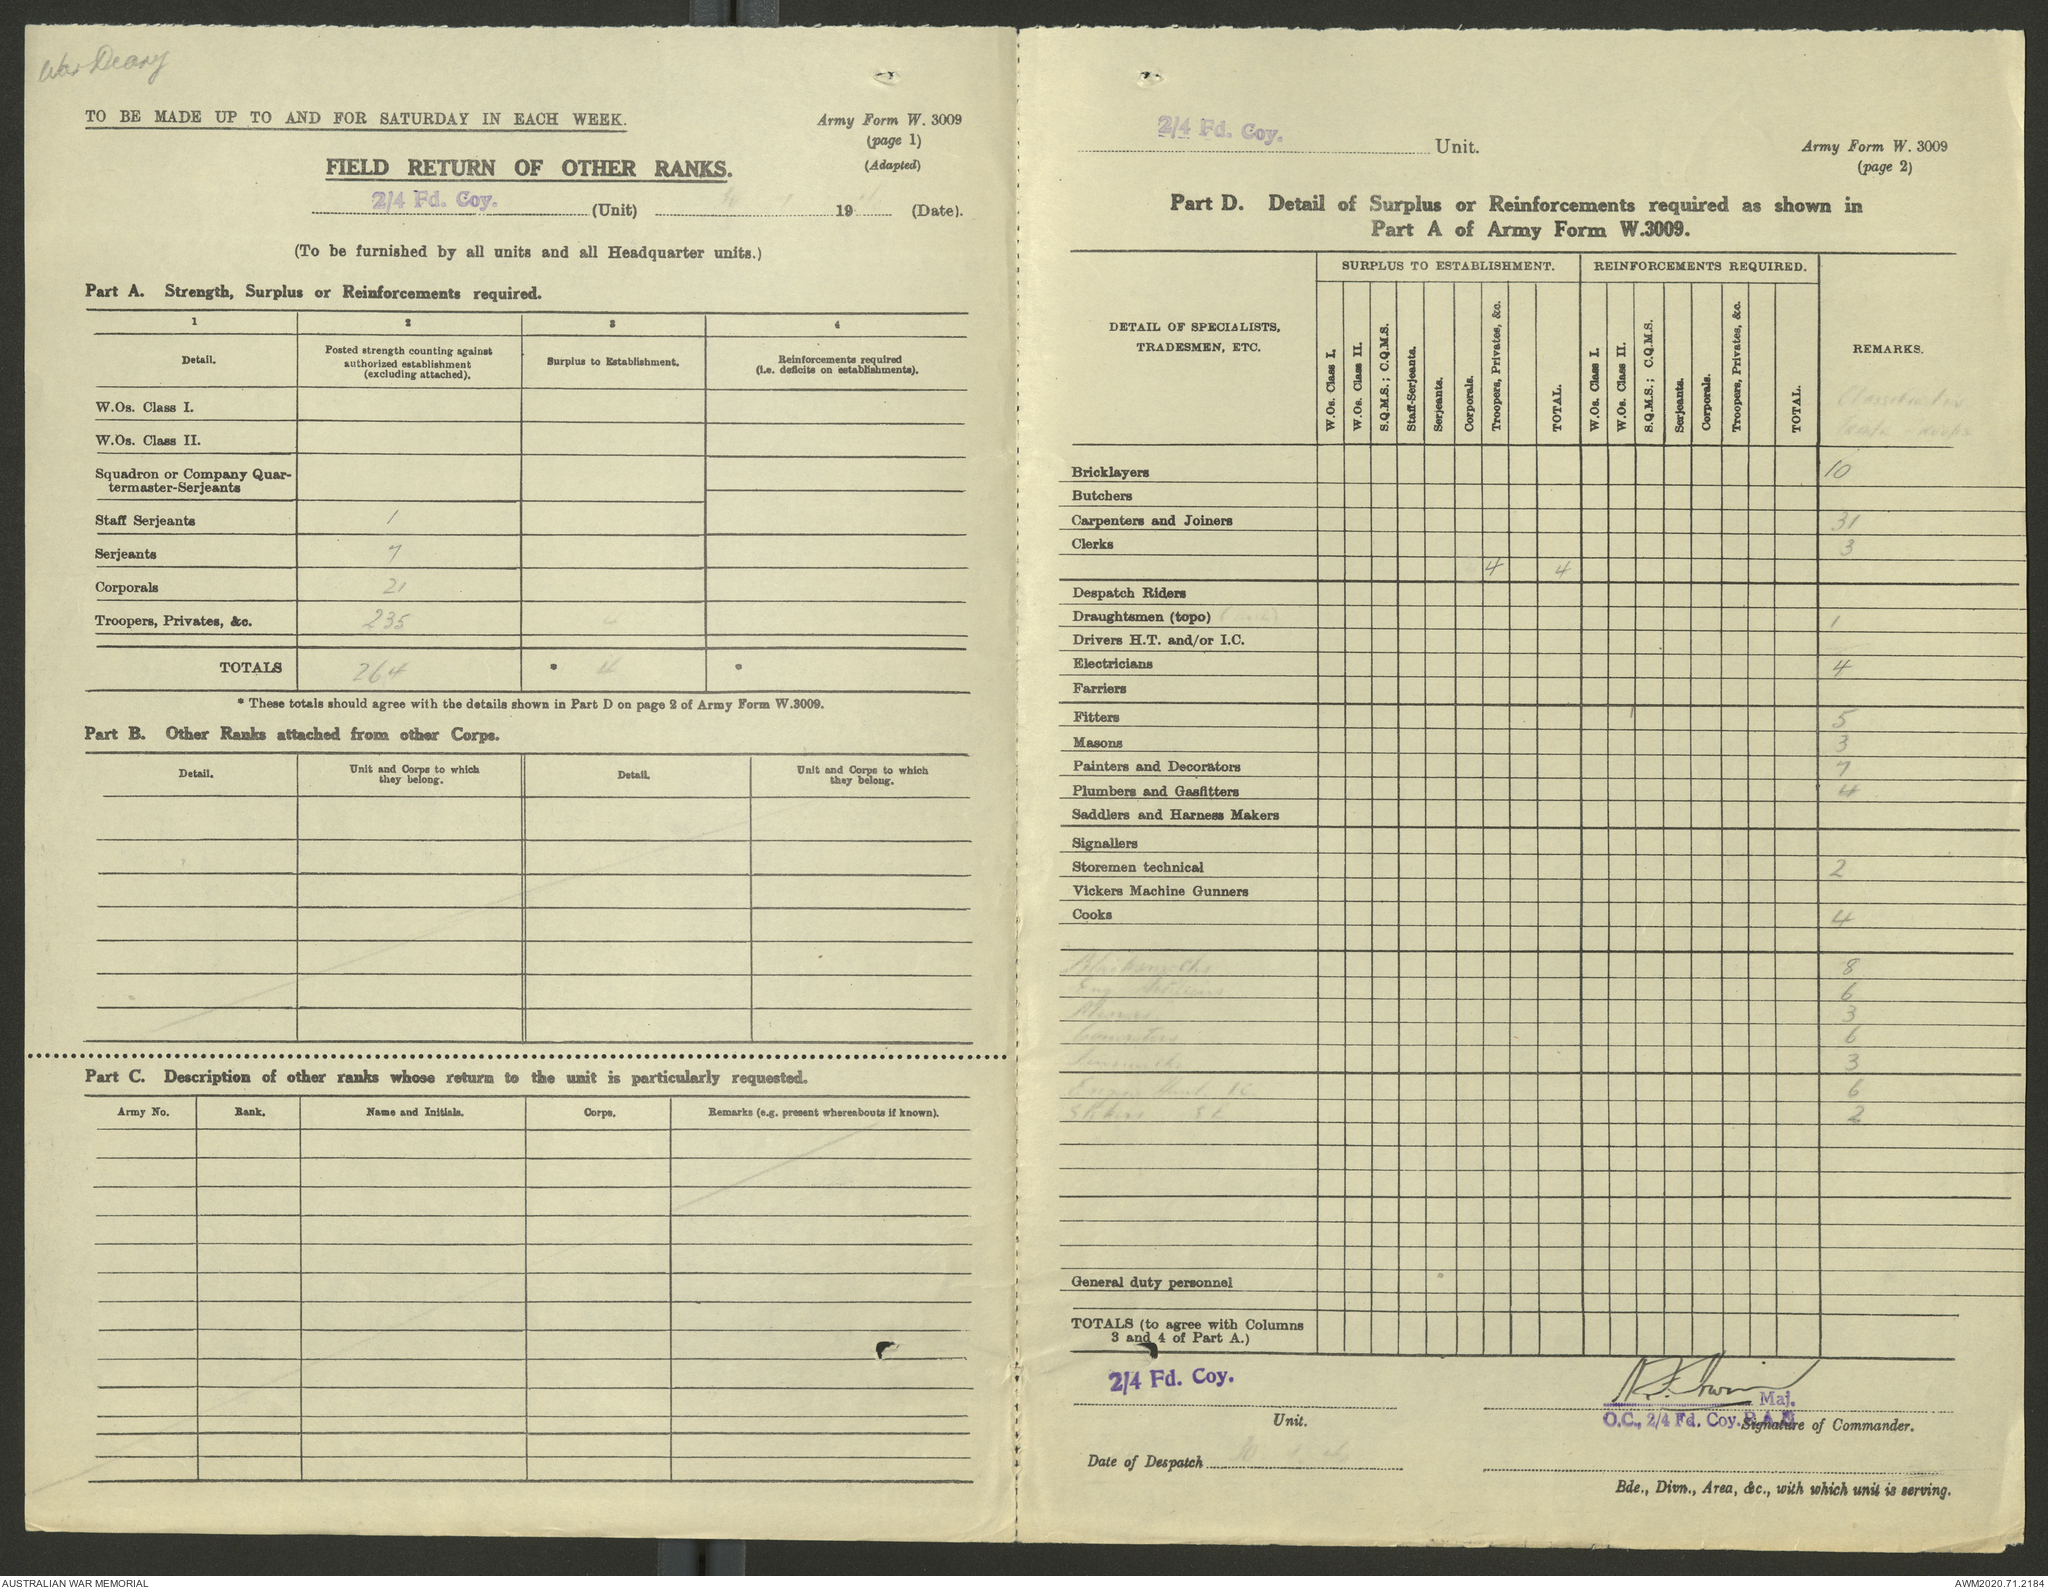 War Diary
TO BE MADE UP TO AND FOR SATURDAY IN EACH WEEK.
Army Form W. 3009
(page 1)
(Adapted)
FIELD RETURN OF OTHER RANKS.
2/4 Fd. Coy. (Unit) 19 (Date).
(To be furnished by all units and all Headquarter units.)
Part A. Strength, Surplus or Reinforcements required.
1 2 3 4
Detail. Posted strength counting against authorized establishment (excluding attached). Surplus to Establishment. Reinforcements required (i.e. deficits on establishments).
W.Os. Class I.
W.Os. Class II.
Squadron or Company Quar-
termaster-Serjeants
Staff Serjeants 1
Serjeants 7
Corporals 21
Troopers, Privates, &c. 235 4
TOTALS 264 * 4 *
* These totals should agree with the details shown in Part D on page 2 of Army Form W.3009.
Part B. Other Ranks attached from other Corps.
Detail. Unit and Corps to which they belong. Detail. Unit and Corps to which they belong.
Part C. Description of other ranks whose return to the unit is particularly requested.
Army No. Rank. Name and Initials. Corps. Remarks (e.g. present whereabouts if known).
2/4 Fd. Coy. Unit.
Army Form W. 3009
(page 2)
Part D. Detail of Surplus or Reinforcements required as shown in
Part A of Army Form W.3009.
SURPLUS TO ESTABLISHMENT. REINFORCEMENTS REQUIRED.
DETAIL OF SPECIALISTS,
TRADESMEN, ETC.
W.Os. Class I.
W.Os. Class II.
S.Q.M.S.; C.Q.M.S.
Staff-Serjeants.
Serjeants.
Corporals.
Troopers, Privates, &c.
TOTAL.
W.Os. Class I.
W.Os. Class II.
S.Q.M.S.; C.Q.M.S.
Serjeants.
Corporals.
Troopers, Privates, &c.
TOTAL.
REMARKS.
Bricklayers 10
Butchers
Carpenters and Joiners 31
Clerks 3
4 4
Despatch Riders
Draughtsmen (topo) 1
Drivers H.T. and/or I.C.
Electricians 4
Farriers
Fitters 5
Masons 3
Painters and Decorators 7
Plumbers and Gasfitters 4
Saddlers and Harness Makers
Signallers
Storemen technical 2
Vickers Machine Gunners
Cooks 4
Blacksmiths 8
Eng 6
Miners 3
6
3
6
2
General duty personnel
TOTALS (to agree with Columns
3 and 4 of Part A.)
2/4 Fd. Coy.
Unit.
Maj.
O.C., 2/4 Fd. Coy.
Signature of Commander.
Date of Despatch
Bde., Divn., Area, &c., with which unit is serving.
AUSTRALIAN WAR MEMORIAL
AWM2020.71.2184